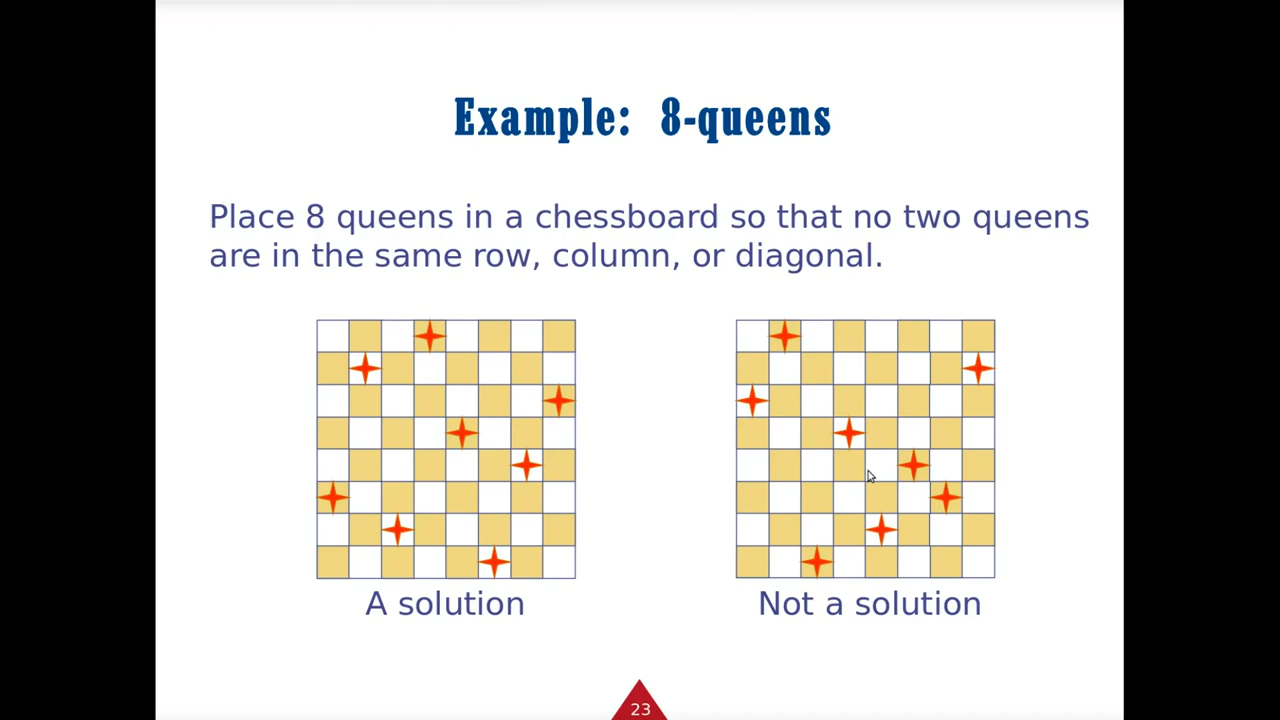 Example: 8-queens
Place 8 queens in a chessboard so that no two queens
are in the same row, column, or diagonal.
A solution
Not a solution
23